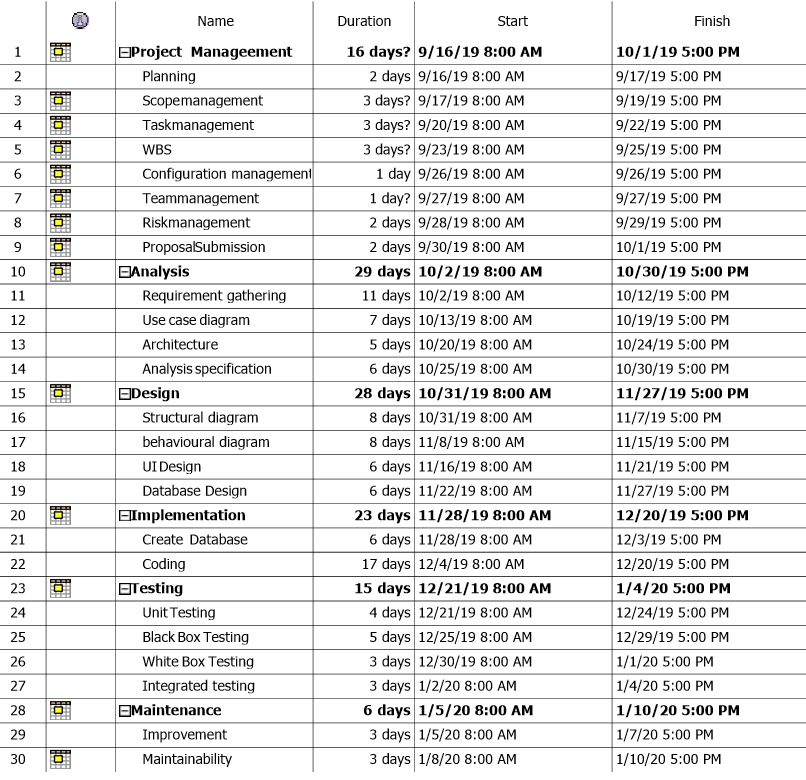 Name Duration Start Finish
1 Project Manageement 16 days? 9/16/19 8:00 AM 10/1/19 5:00 PM
2 Planning 2 days 9/16/19 8:00 AM 9/17/19 5:00 PM
3 Scopemanagement 3 days? 9/17/19 8:00 AM 9/19/19 5:00 PM
4 Taskmanagement 3 days? 9/20/19 8:00 AM 9/22/19 5:00 PM
5 WBS 3 days? 9/23/19 8:00 AM 9/25/19 5:00 PM
6 Configuration management 1 day 9/26/19 8:00 AM 9/26/19 5:00 PM
7 Teammanagement 1 day? 9/27/19 8:00 AM 9/27/19 5:00 PM
8 Riskmanagement 2 days 9/28/19 8:00 AM 9/29/19 5:00 PM
9 ProposalSubmission 2 days 9/30/19 8:00 AM 10/1/19 5:00 PM
10 Analysis 29 days 10/2/19 8:00 AM 10/30/19 5:00 PM
11 Requirement gathering 11 days 10/2/19 8:00 AM 10/12/19 5:00 PM
12 Use case diagram 7 days 10/13/19 8:00 AM 10/19/19 5:00 PM
13 Architecture 5 days 10/20/19 8:00 AM 10/24/19 5:00 PM
14 Analysis specification 6 days 10/25/19 8:00 AM 10/30/19 5:00 PM
15 Design 28 days 10/31/19 8:00 AM 11/27/19 5:00 PM
16 Structural diagram 8 days 10/31/19 8:00 AM 11/7/19 5:00 PM
17 behavioural diagram 8 days 11/8/19 8:00 AM 11/15/19 5:00 PM
18 UI Design 6 days 11/16/19 8:00 AM 11/21/19 5:00 PM
19 Database Design 6 days 11/22/19 8:00 AM 11/27/19 5:00 PM
20 Implementation 23 days 11/28/19 8:00 AM 12/20/19 5:00 PM
21 Create Database 6 days 11/28/19 8:00 AM 12/3/19 5:00 PM
22 Coding 17 days 12/4/19 8:00 AM 12/20/19 5:00 PM
23 Testing 15 days 12/21/19 8:00 AM 1/4/20 5:00 PM
24 Unit Testing 4 days 12/21/19 8:00 AM 12/24/19 5:00 PM
25 Black Box Testing 5 days 12/25/19 8:00 AM 12/29/19 5:00 PM
26 White Box Testing 3 days 12/30/19 8:00 AM 1/1/20 5:00 PM
27 Integrated testing 3 days 1/2/20 8:00 AM 1/4/20 5:00 PM
28 Maintenance 6 days 1/5/20 8:00 AM 1/10/20 5:00 PM
29 Improvement 3 days 1/5/20 8:00 AM 1/7/20 5:00 PM
30 Maintainability 3 days 1/8/20 8:00 AM 1/10/20 5:00 PM